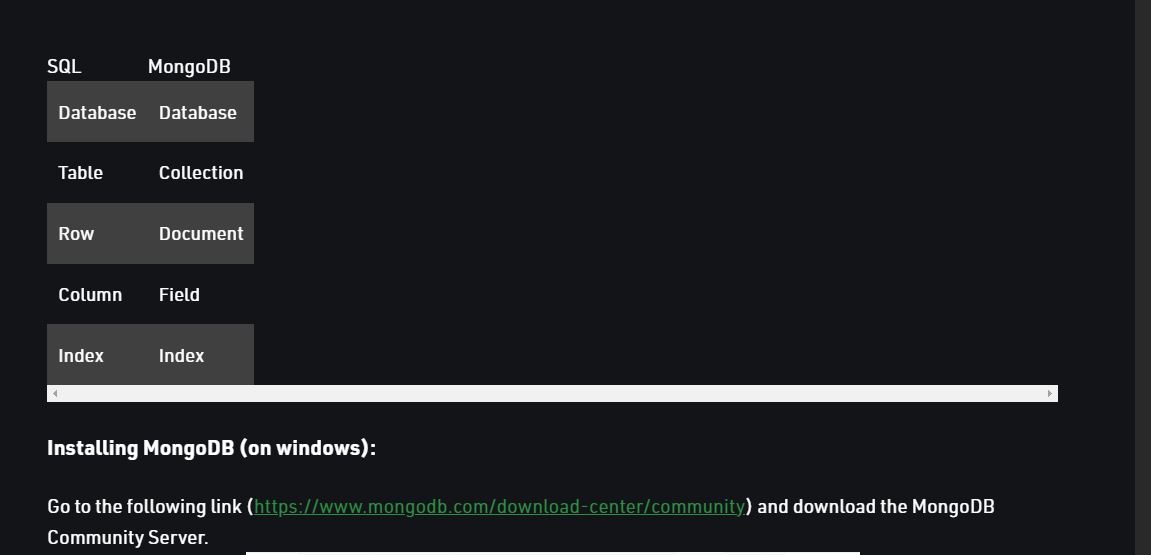 SQL MongoDB
Database Database
Table Collection
Row Document
Column Field
Index Index
Installing MongoDB (on windows):
Go to the following link (https://www.mongodb.com/download-center/community) and download the MongoDB
Community Server.